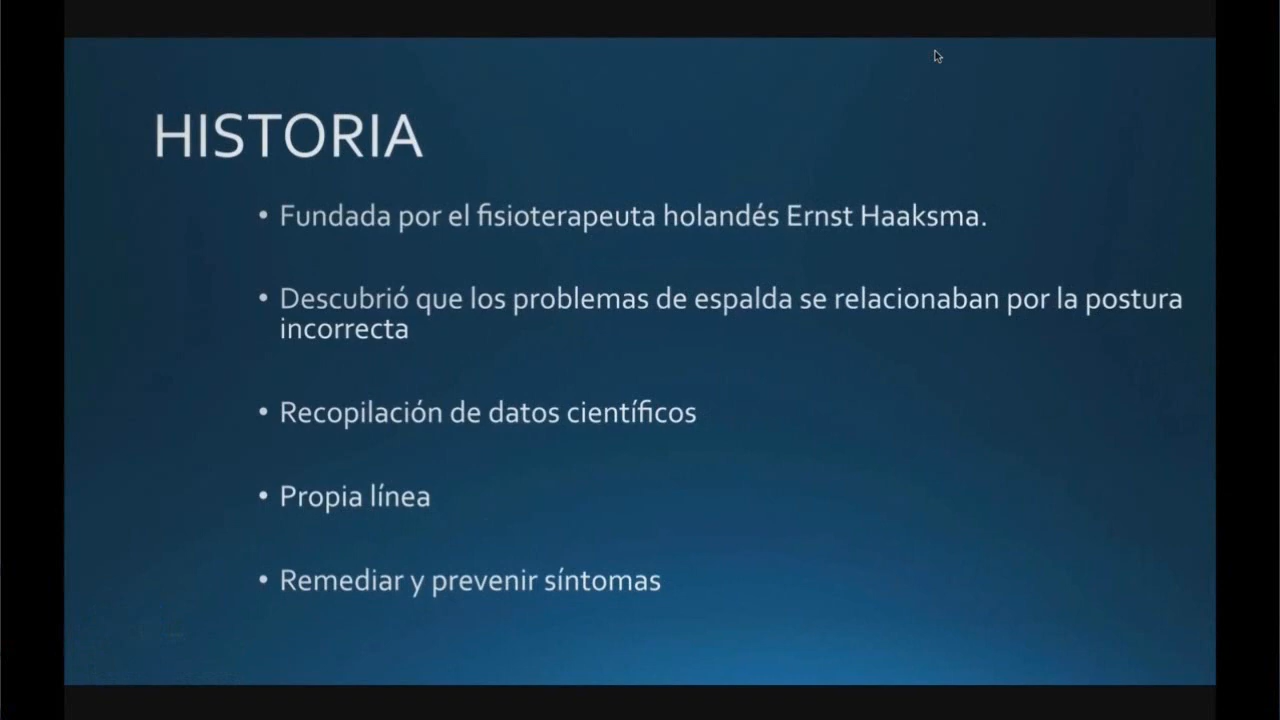 HISTORIA
• Fundada por el fisioterapeuta holandés Ernst Haaksma.
• Descubrió que los problemas de espalda se relacionaban por la postura
incorrecta
• Recopilación de datos científicos
• Propia línea
• Remediar y prevenir síntomas